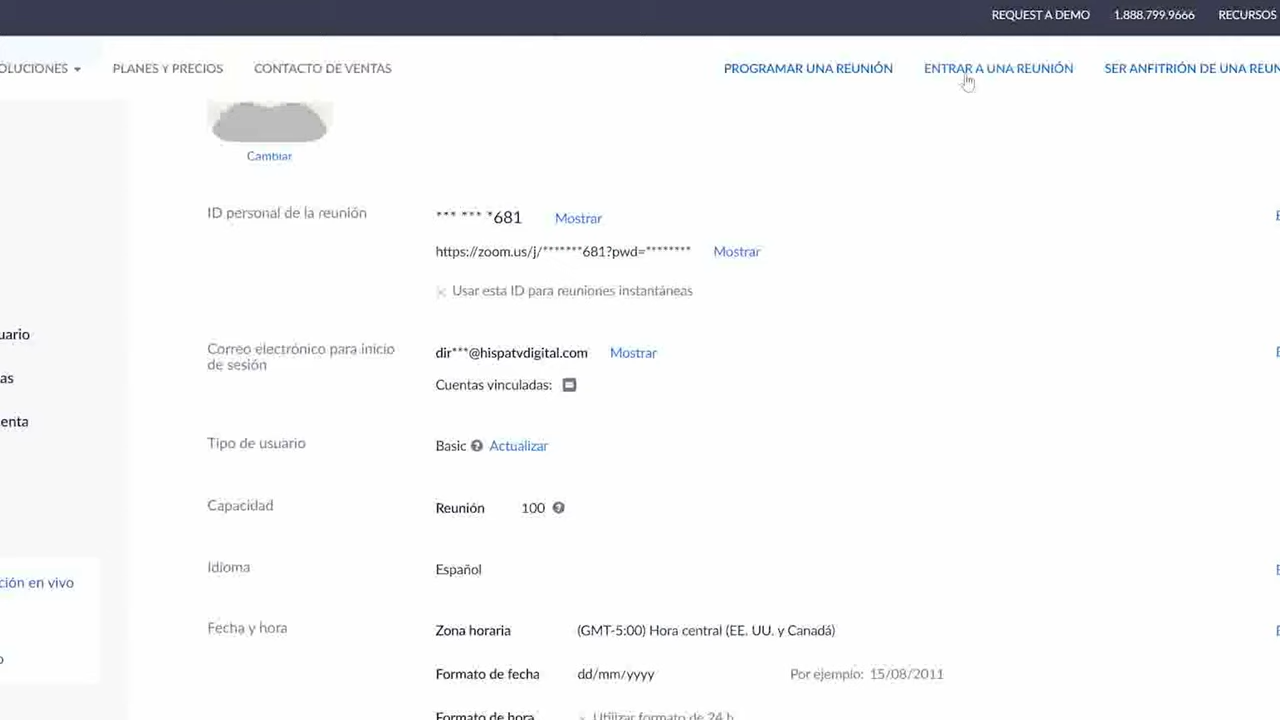 REQUEST A DEMO 1.888.799.9666 RECURSOS
OLUCIONES PLANES Y PRECIOS CONTACTO DE VENTAS PROGRAMAR UNA REUNIÓN ENTRAR A UNA REUNIÓN SER ANFITRIÓN DE UNA REUN
Cambiar
ID personal de la reunión *** *** *681 Mostrar
https://zoom.us/j/*******681?pwd=******** Mostrar
Usar esta ID para reuniones instantáneas
uario
Correo electrónico para inicio de sesión dir***@hispatvdigital.com Mostrar
as
Cuentas vinculadas:
enta
Tipo de usuario Basic Actualizar
Capacidad Reunión 100
Idioma Español
ción en vivo
Fecha y hora Zona horaria (GMT-5:00) Hora central (EE. UU. y Canadá)
o
Formato de fecha dd/mm/yyyy Por ejemplo: 15/08/2011
Formato de hora Utilizar formato de 24 h